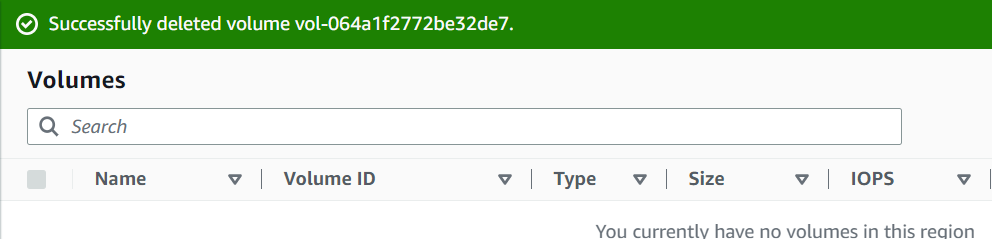 Successfully deleted volume vol-064a1f2772be32de7.
Volumes
Search
Name Volume ID Type Size IOPS
You currently have no volumes in this region